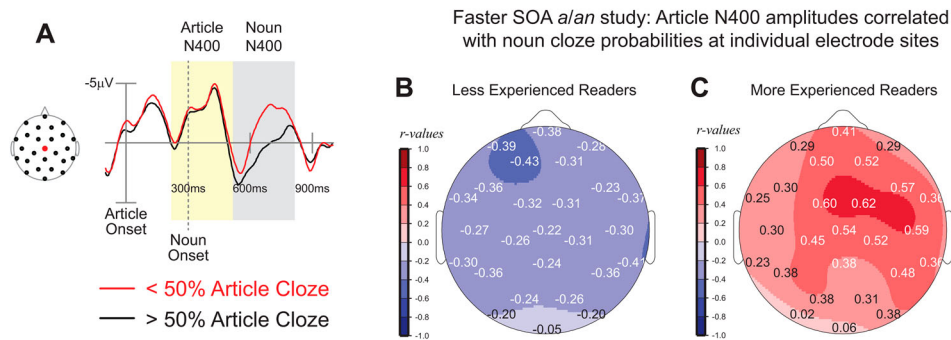 Faster SOA a/an study: Article N400 amplitudes correlated
with noun cloze probabilities at individual electrode sites
A
Article
N400
Noun
N400
-5μV
300ms
600ms
900ms
Article
Onset
Noun
Onset
< 50% Article Cloze
> 50% Article Cloze
B
Less Experienced Readers
r-values
1.0
0.8
0.6
0.4
0.2
0.0
-0.2
-0.4
-0.6
-0.8
-1.0
-0.38
-0.39 -0.28
-0.43 -0.31
-0.36 -0.23
-0.34 -0.32 -0.31 -0.37
-0.27 -0.22
-0.26 -0.31
-0.30 -0.24
-0.36 -0.36
-0.24 -0.26
-0.20 -0.20
-0.05
C
More Experienced Readers
r-values
1.0
0.8
0.6
0.4
0.2
0.0
-0.2
-0.4
-0.6
-0.8
-1.0
0.41
0.29 0.29
0.50 0.52
0.30 0.57
0.25 0.60 0.62
0.30 0.54 0.59
0.45 0.52
0.23 0.38
0.38 0.48
0.38 0.31
0.22 0.38
0.06